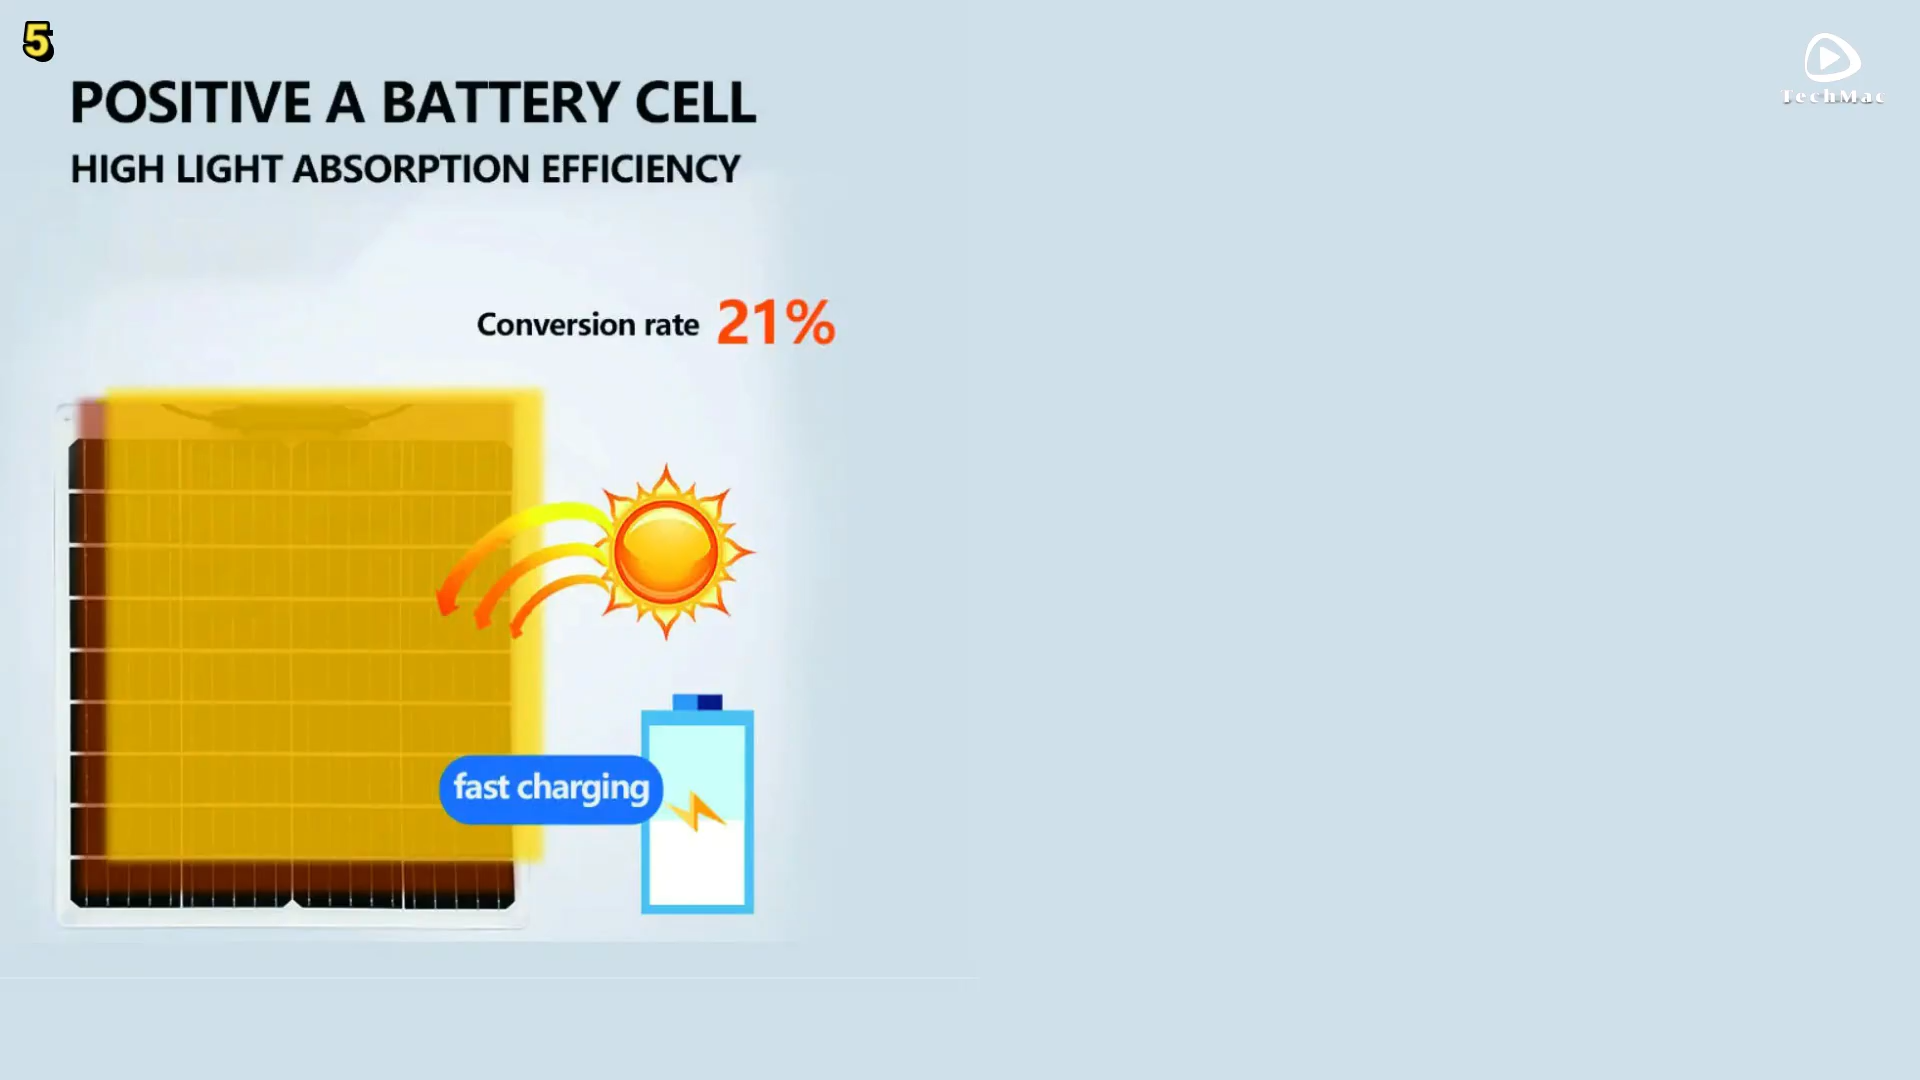 5
TechMac
POSITIVE A BATTERY CELL
HIGH LIGHT ABSORPTION EFFICIENCY
Conversion rate 21%
fast charging